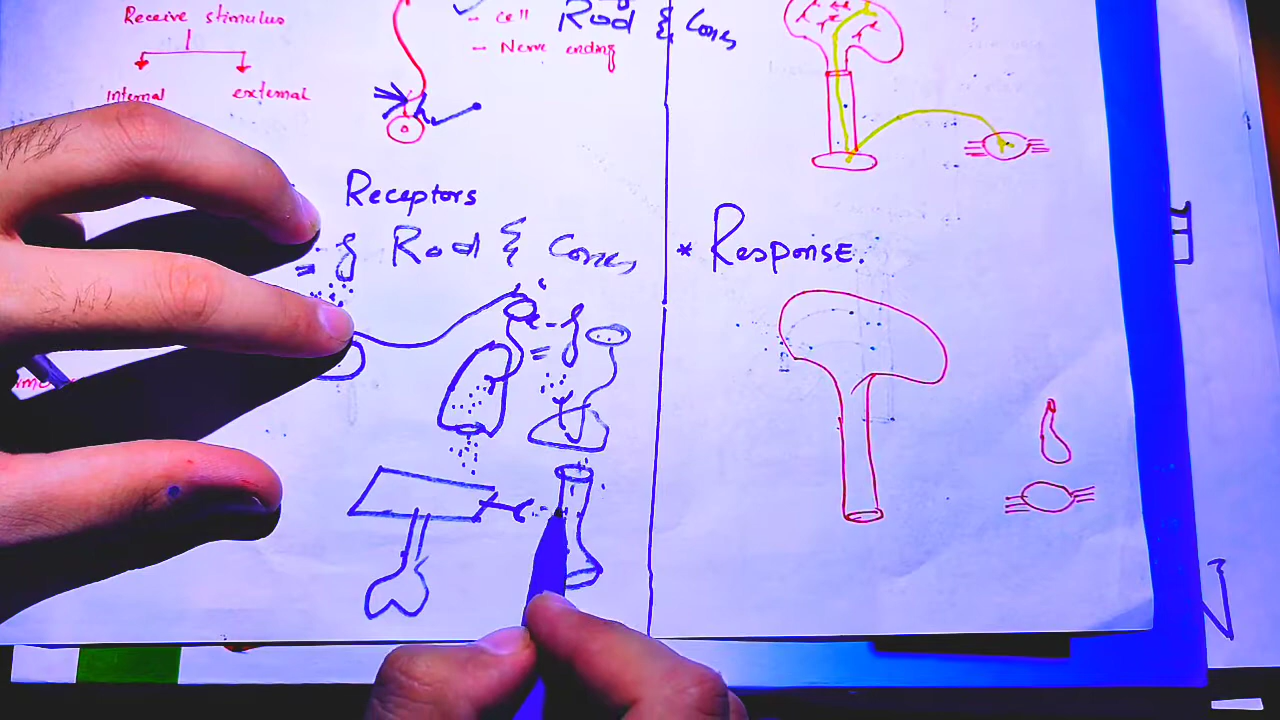 Receive stimulus
internal
external
- cell
- Nerve ending
Rod & Cones
Receptors
= g Rod & Cones
* Response.